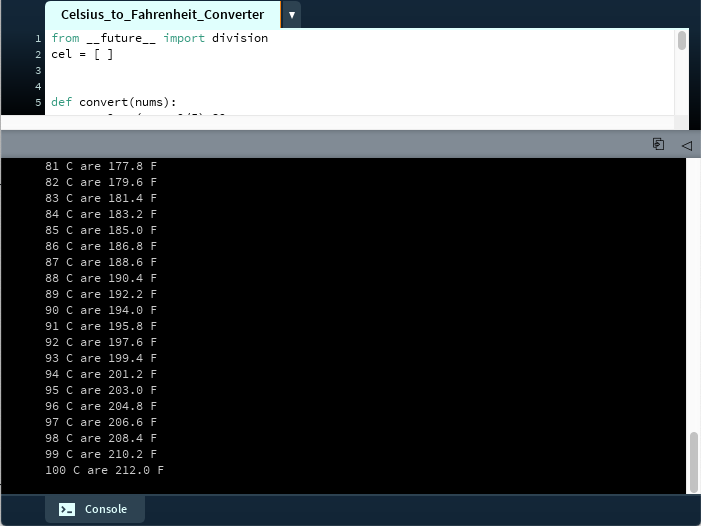 Celsius_to_Fahrenheit_Converter
1 from __future__ import division
2 cel = [ ]
3
4
5 def convert(nums):
81 C are 177.8 F
82 C are 179.6 F
83 C are 181.4 F
84 C are 183.2 F
85 C are 185.0 F
86 C are 186.8 F
87 C are 188.6 F
88 C are 190.4 F
89 C are 192.2 F
90 C are 194.0 F
91 C are 195.8 F
92 C are 197.6 F
93 C are 199.4 F
94 C are 201.2 F
95 C are 203.0 F
96 C are 204.8 F
97 C are 206.6 F
98 C are 208.4 F
99 C are 210.2 F
100 C are 212.0 F
Console